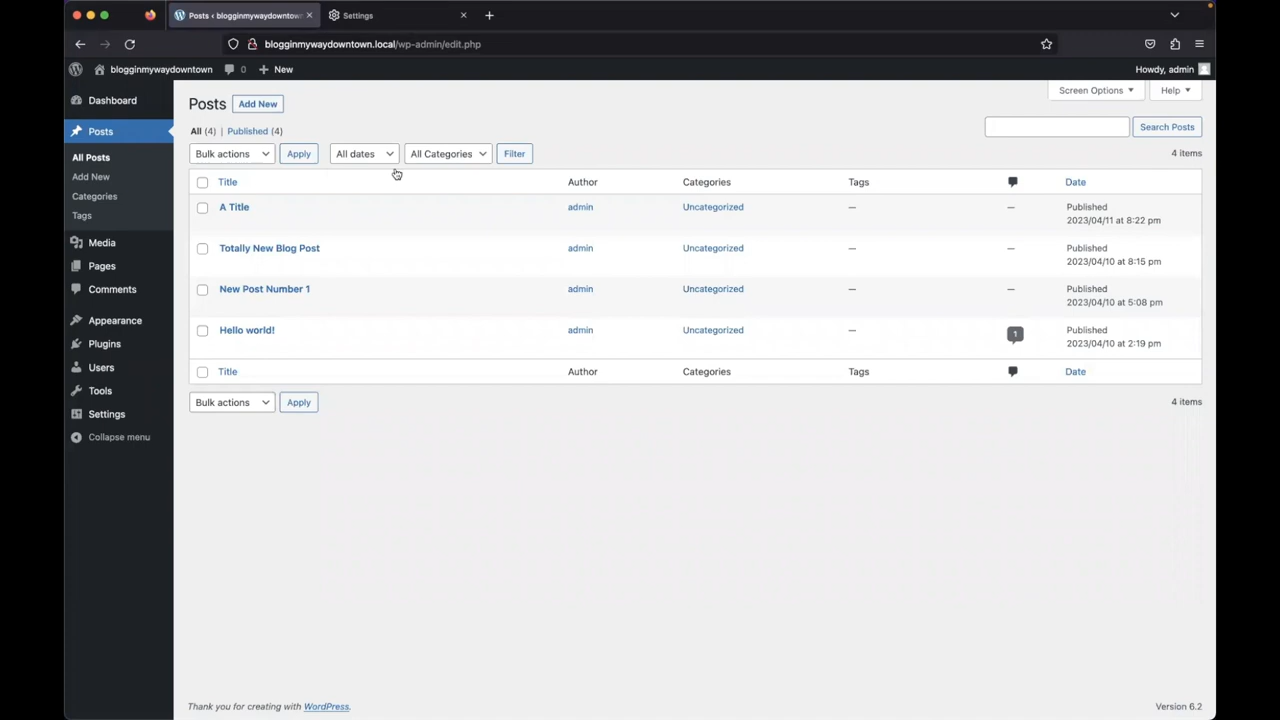 Posts ‹ blogginmywaydowntown
Settings
blogginmywaydowntown.local/wp-admin/edit.php
blogginmywaydowntown 0 New Howdy, admin
Screen Options Help
Dashboard
Posts
All Posts
Add New
Categories
Tags
Media
Pages
Comments
Appearance
Plugins
Users
Tools
Settings
Collapse menu
Posts Add New
All (4) | Published (4)
Search Posts
Bulk actions Apply All dates All Categories Filter 4 items
Title Author Categories Tags Date
A Title admin Uncategorized — — Published
2023/04/11 at 8:22 pm
Totally New Blog Post admin Uncategorized — — Published
2023/04/10 at 8:15 pm
New Post Number 1 admin Uncategorized — — Published
2023/04/10 at 5:08 pm
Hello world! admin Uncategorized — 1 Published
2023/04/10 at 2:19 pm
Title Author Categories Tags Date
Bulk actions Apply 4 items
Thank you for creating with WordPress. Version 6.2